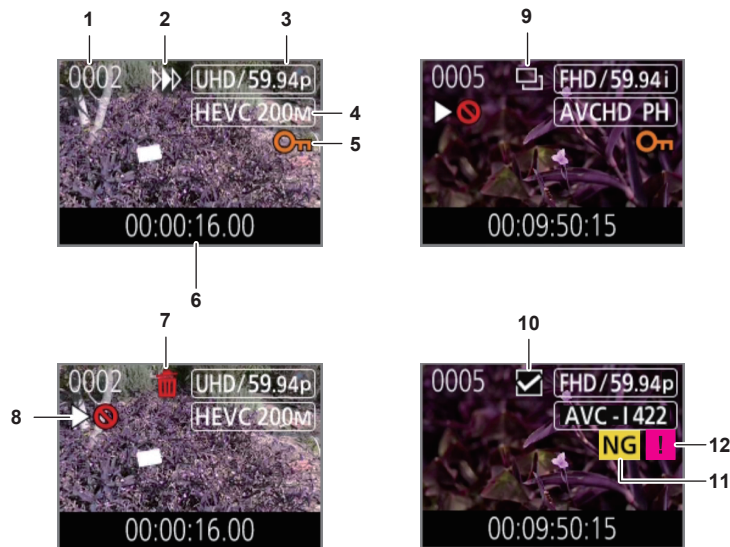 1 2 3
0002 UHD/59.94p
HEVC 200M 4
5
00:00:16.00
6
9
0005 FHD/59.94i
AVCHD PH
00:09:50:15
7
0002 UHD/59.94p
8 HEVC 200M
00:00:16.00
10
0005 FHD/59.94p
AVC-I 422
NG ! 12
11
00:09:50:15